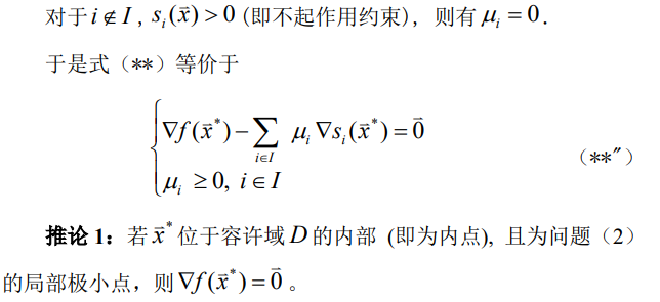 对于 i ∉ I , s_i(x̄) > 0 (即不起作用约束), 则有 μ_i = 0 .
于是式（**）等价于
{ ∇f(x̄*) − ∑_{i∈I} μ_i ∇s_i(x̄*) = 0⃗
μ_i ≥ 0, i ∈ I
(**″)
推论 1：若 x̄* 位于容许域 D 的内部 (即为内点), 且为问题（2）
的局部极小点，则 ∇f(x̄*) = 0⃗ 。